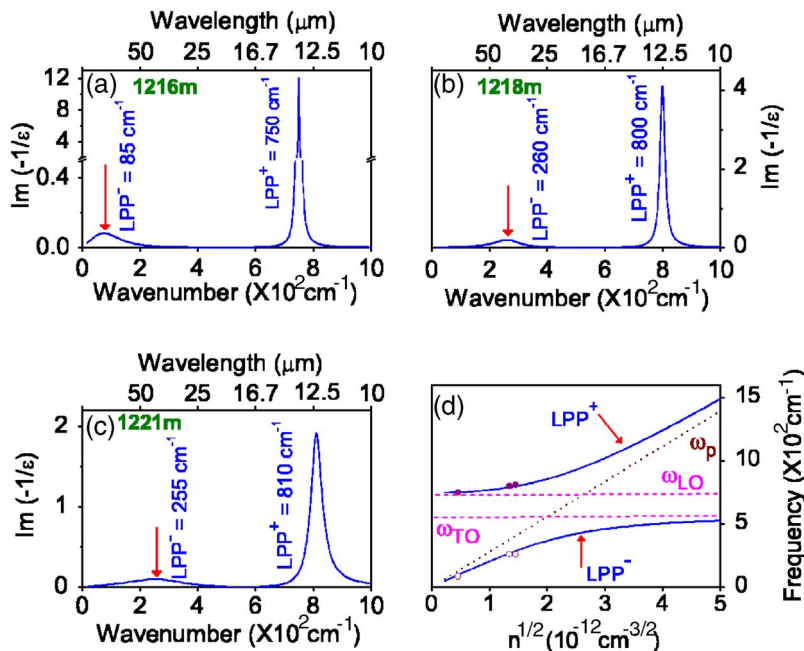 Wavelength (μm)
50 25 16.7 12.5 10
(a) 1216m
12
8
4
0.4
0.0
Im (-1/ε)
LPP⁻ = 85 cm⁻¹
LPP⁺ = 750 cm⁻¹
0 2 4 6 8 10
Wavenumber (X10²cm⁻¹)
Wavelength (μm)
50 25 16.7 12.5 10
(b) 1218m
4
2
0
Im (-1/ε)
LPP⁻ = 260 cm⁻¹
LPP⁺ = 800 cm⁻¹
0 2 4 6 8 10
Wavenumber (X10²cm⁻¹)
Wavelength (μm)
50 25 16.7 12.5 10
(c) 1221m
2
1
0
Im (-1/ε)
LPP⁻ = 255 cm⁻¹
LPP⁺ = 810 cm⁻¹
0 2 4 6 8 10
Wavenumber (X10²cm⁻¹)
(d)
LPP⁺
ωp
ωLO
ωTO
LPP⁻
15
10
5
0
Frequency (X10²cm⁻¹)
0 1 2 3 4 5
n^1/2 (10⁻¹²cm⁻³/²)